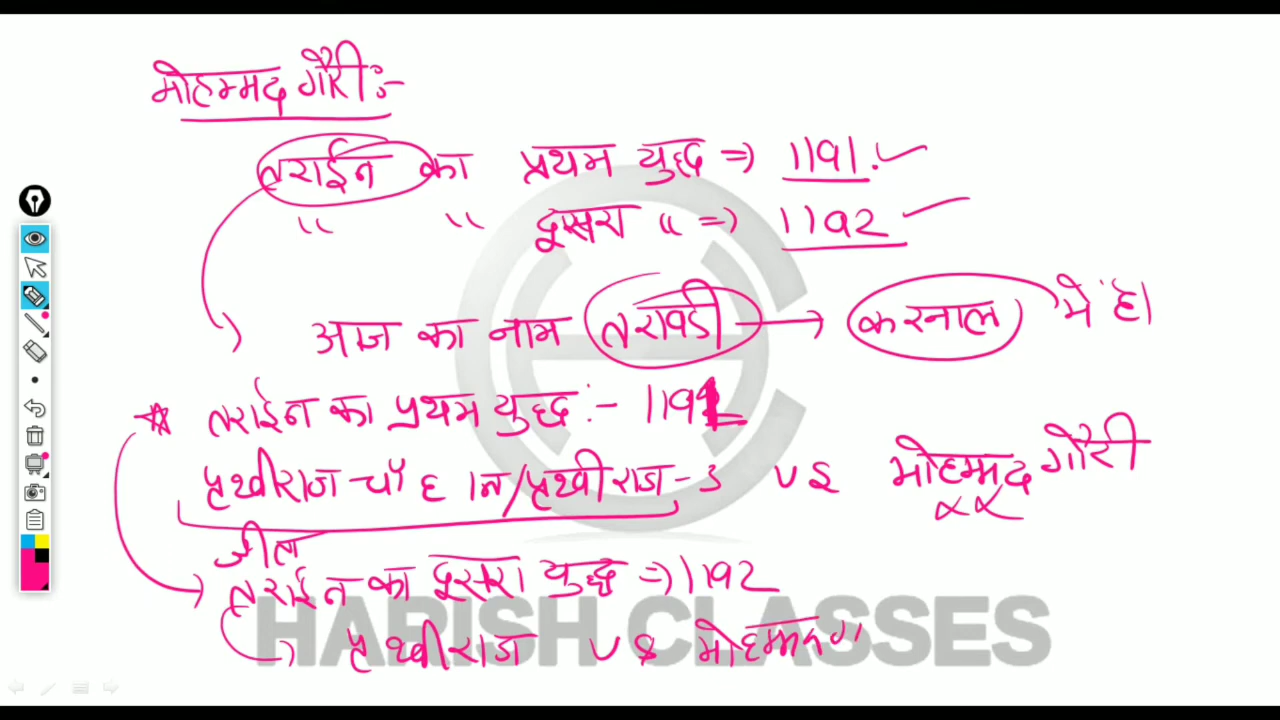 मोहम्मद गौरी:-
तराईन का प्रथम युद्ध => 1191.
" " दूसरा " => 1192
आज का नाम तरावडी → करनाल में है।
तराईन का प्रथम युद्ध:- 1191
पृथ्वीराज चौहान/पृथ्वीराज-3 vs मोहम्मद गौरी
जीता
तराईन का दूसरा युद्ध => 1192
पृथ्वीराज vs मोहम्मद
HARISH CLASSES